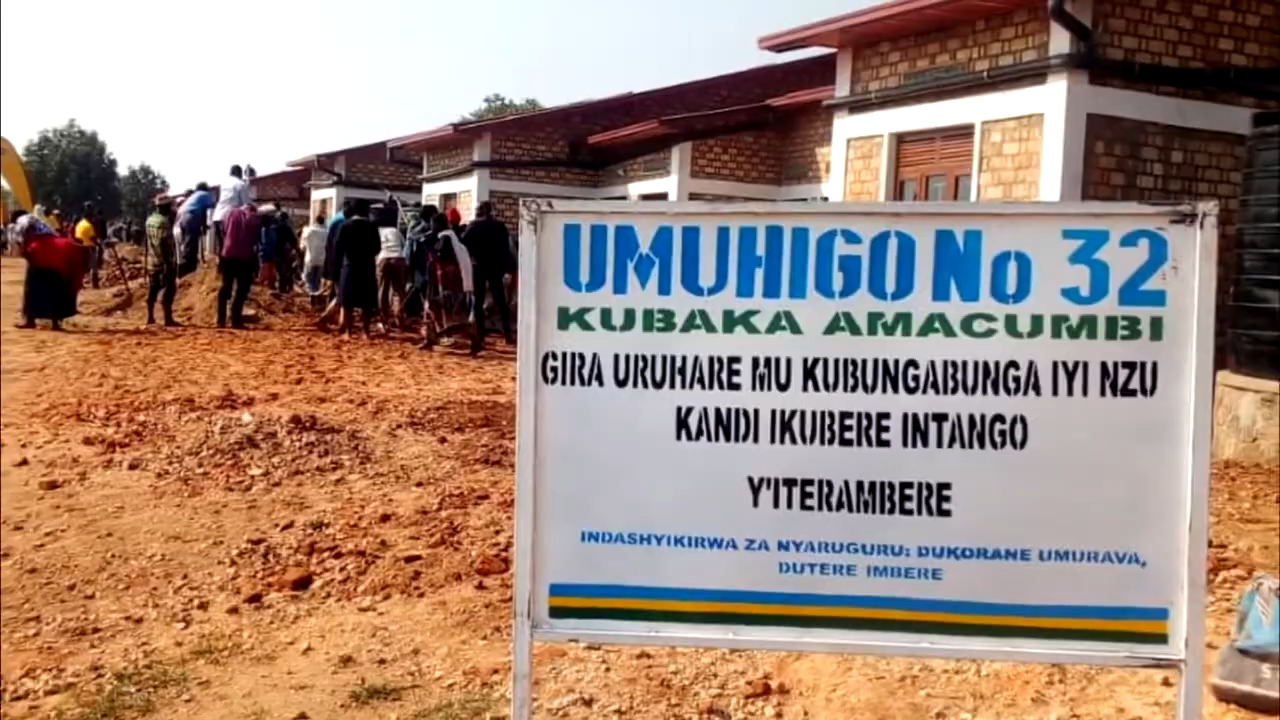 UMUHIGO No 32
KUBAKA AMACUMBI
GIRA URUHARE MU KUBUNGABUNGA IYI NZU
KANDI IKUBERE INTANGO
Y'ITERAMBERE
INDASHYIKIRWA ZA NYARUGURU: DUKORANE UMURAVA,
DUTERE IMBERE